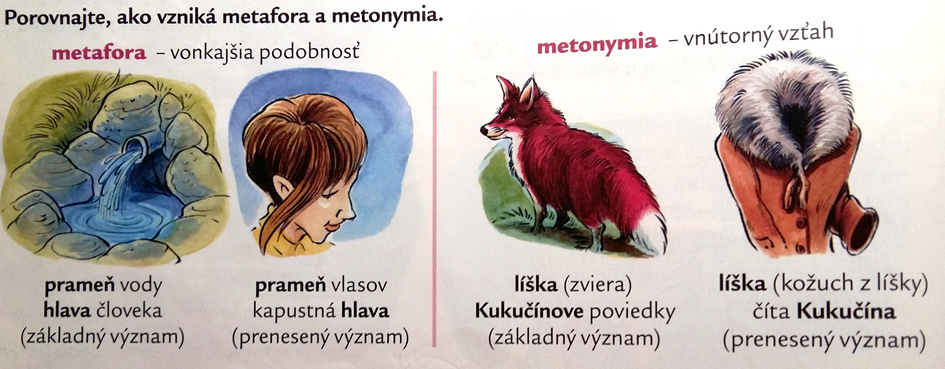 Porovnajte, ako vzniká metafora a metonymia.
metafora – vonkajšia podobnosť
prameň vody
hlava človeka
(základný význam)
prameň vlasov
kapustná hlava
(prenesený význam)
metonymia – vnútorný vzťah
líška (zviera)
Kukučínove poviedky
(základný význam)
líška (kožuch z líšky)
číta Kukučína
(prenesený význam)